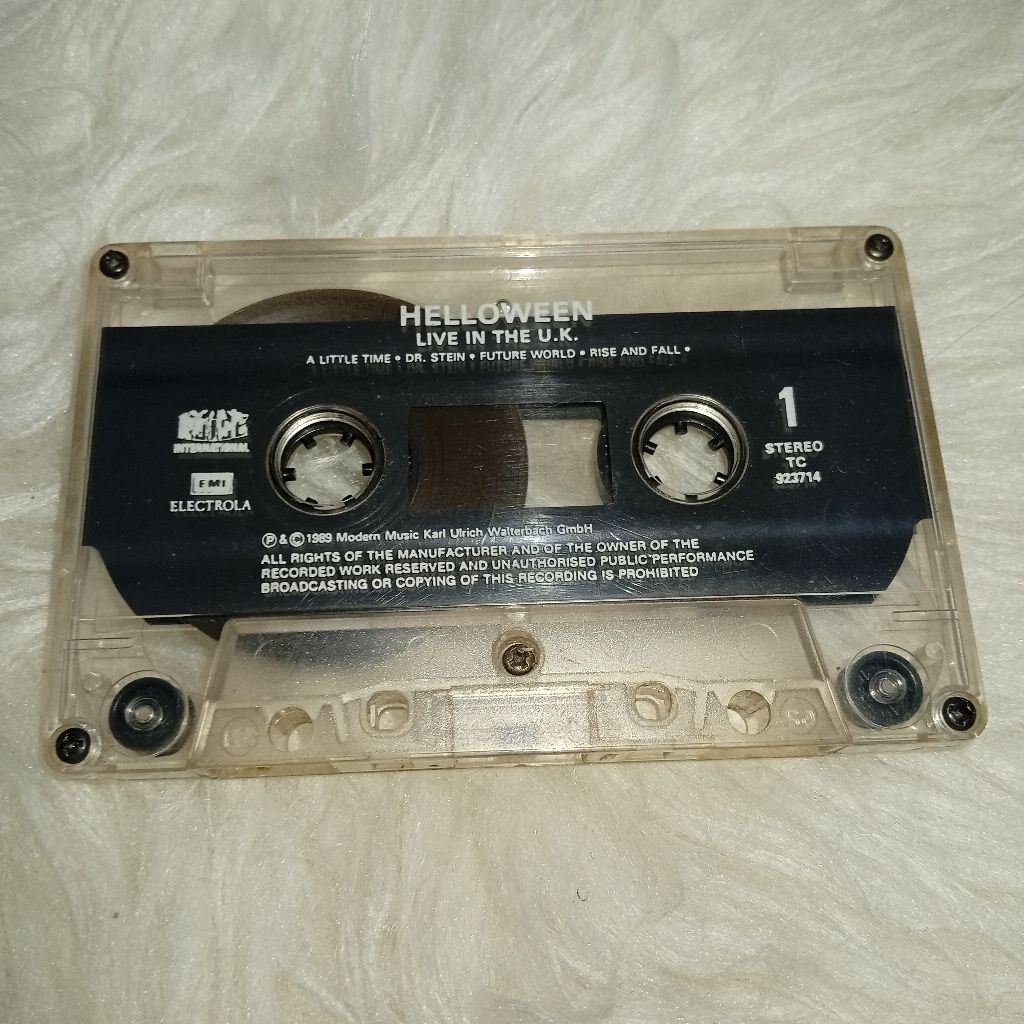 HELLOWEEN
LIVE IN THE U.K.
A LITTLE TIME • DR. STEIN • FUTURE WORLD • RISE AND FALL •
1
NOISE
INTERNATIONAL
STEREO
TC
923714
EMI
ELECTROLA
℗ & © 1989 Modern Music Karl Ulrich Walterbach GmbH
ALL RIGHTS OF THE MANUFACTURER AND OF THE OWNER OF THE
RECORDED WORK RESERVED AND UNAUTHORISED PUBLIC PERFORMANCE
BROADCASTING OR COPYING OF THIS RECORDING IS PROHIBITED